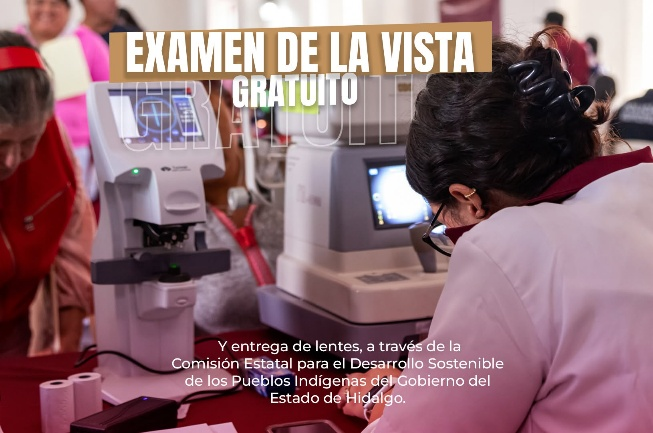 EXAMEN DE LA VISTA
GRATUITO
Y entrega de lentes, a través de la
Comisión Estatal para el Desarrollo Sostenible
de los Pueblos Indígenas del Gobierno del
Estado de Hidalgo.